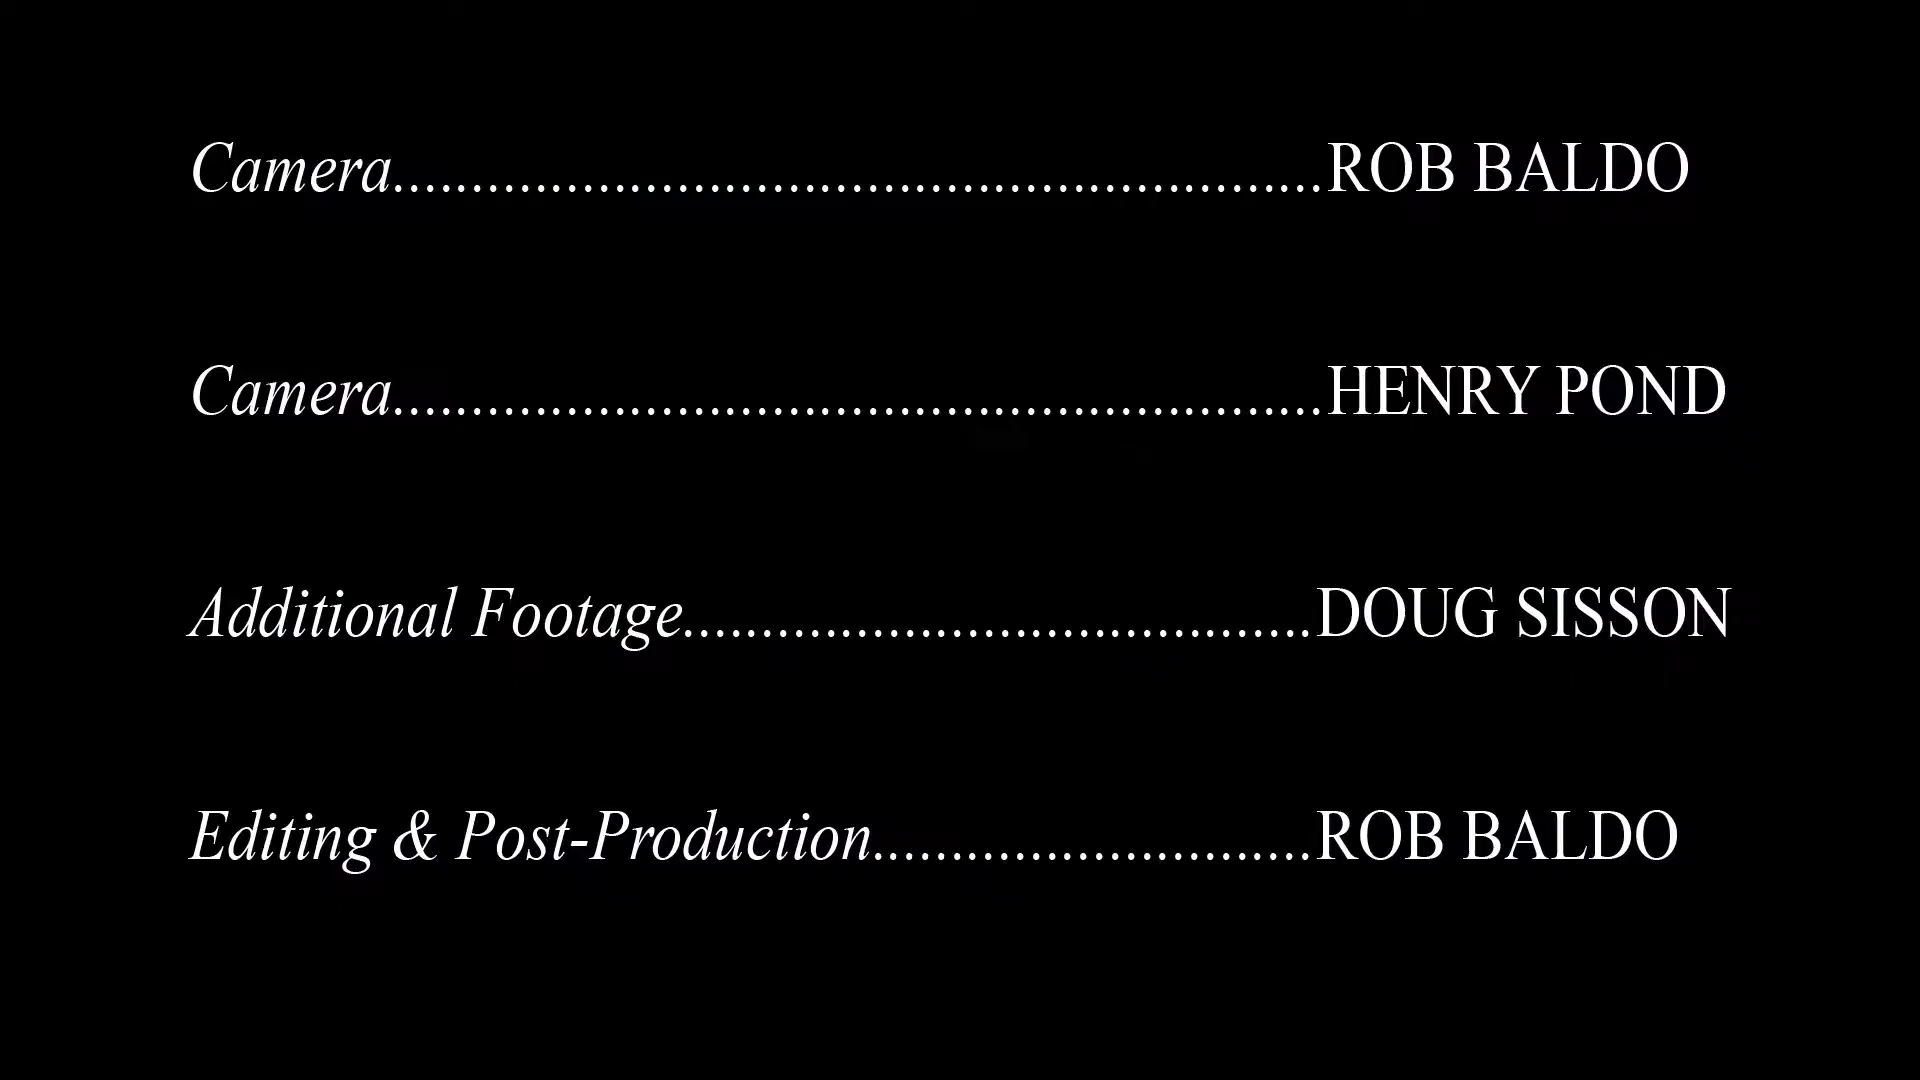 Camera...........................................................ROB BALDO
Camera...........................................................HENRY POND
Additional Footage........................................DOUG SISSON
Editing & Post-Production............................ROB BALDO